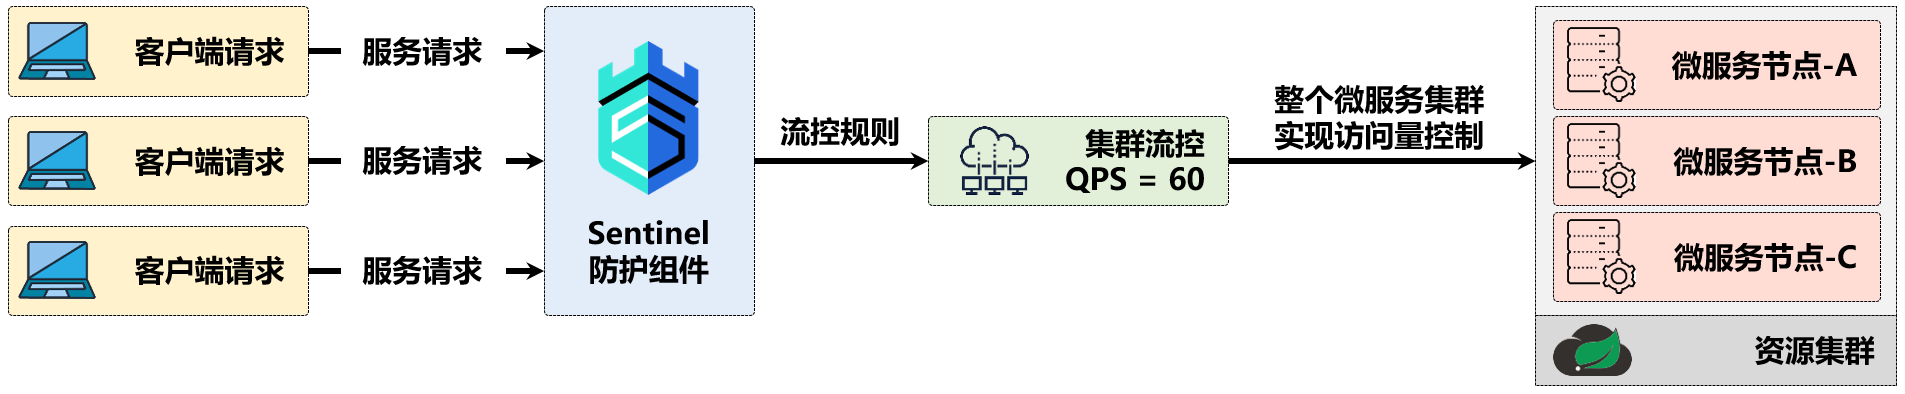 客户端请求
服务请求
客户端请求
服务请求
客户端请求
服务请求
Sentinel
防护组件
流控规则
集群流控
QPS = 60
整个微服务集群
实现访问量控制
微服务节点-A
微服务节点-B
微服务节点-C
资源集群